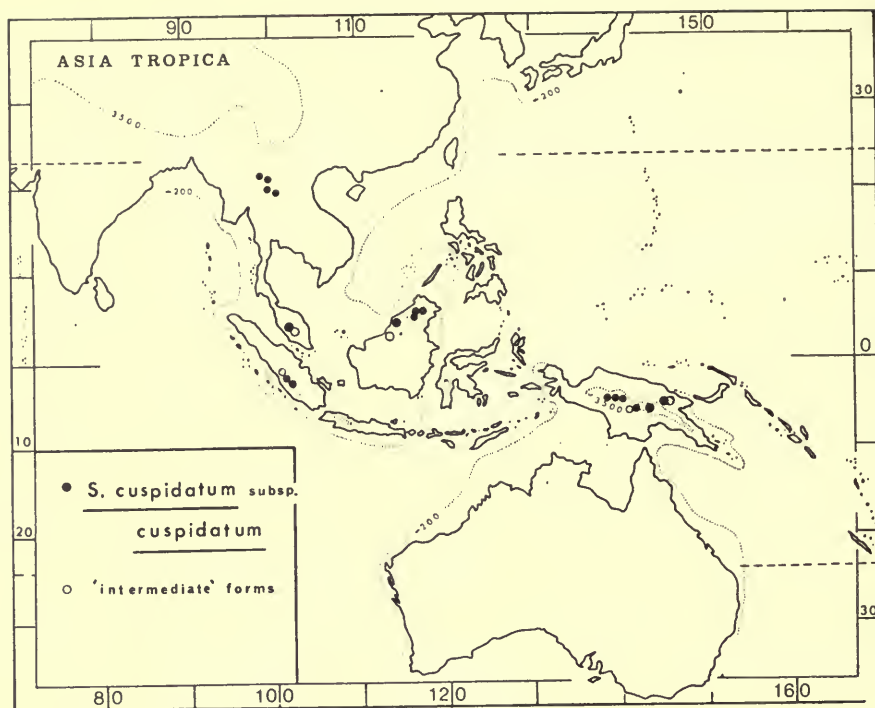 90 110 150
ASIA TROPICA
-200
3500
30
-200
0
3500
10
● S. cuspidatum subsp.
cuspidatum
-200
20
○ 'intermediate' forms
30
80 100 120 160